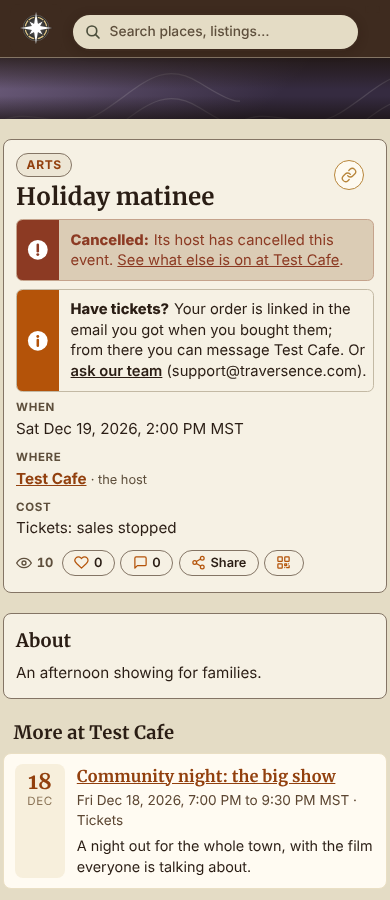 Search places, listings...
ARTS
Holiday matinee
Cancelled: Its host has cancelled this
event. See what else is on at Test Cafe.
Have tickets? Your order is linked in the
email you got when you bought them;
from there you can message Test Cafe. Or
ask our team (support@traversence.com).
WHEN
Sat Dec 19, 2026, 2:00 PM MST
WHERE
Test Cafe · the host
COST
Tickets: sales stopped
10 0 0 Share
About
An afternoon showing for families.
More at Test Cafe
18
DEC
Community night: the big show
Fri Dec 18, 2026, 7:00 PM to 9:30 PM MST ·
Tickets
A night out for the whole town, with the film
everyone is talking about.